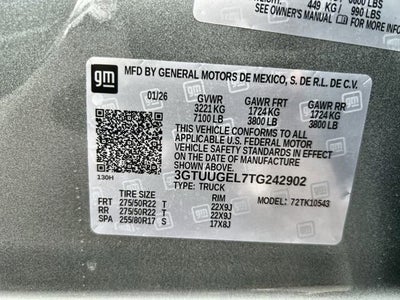 449 KG / 990 LBS
SEE OWNER'S MANUAL
gm
MFD BY GENERAL MOTORS DE MEXICO, S. DE R.L. DE C.V.
01/26 GVWR GAWR FRT GAWR RR
3221 KG 1724 KG 1724 KG
7100 LB 3800 LB 3800 LB
THIS VEHICLE CONFORMS TO ALL
APPLICABLE U.S. FEDERAL MOTOR
VEHICLE SAFETY STANDARDS IN
EFFECT ON THE DATE OF MANUFACTURE
SHOWN ABOVE.
3GTUUGEL7TG242902
130H TYPE: TRUCK
TIRE SIZE RIM MODEL: 72TK10543
FRT 275/50R22 T 22X9J
RR 275/50R22 T 22X9J
SPA 255/80R17 S 17X8J